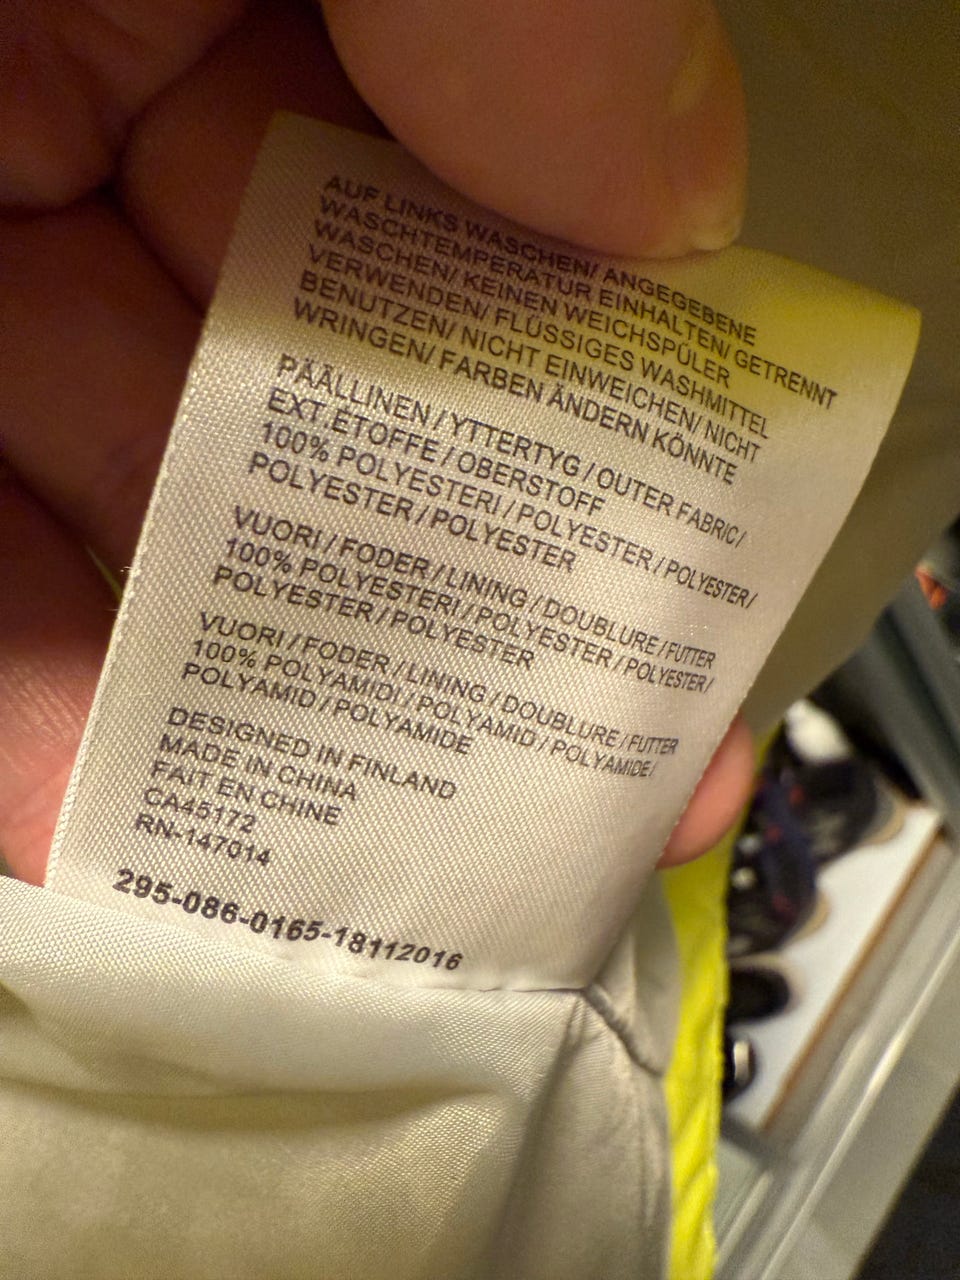 AUF LINKS WASCHEN/ ANGEGEBENE
WASCHTEMPERATUR EINHALTEN/ GETRENNT
WASCHEN/ KEINEN WEICHSPÜLER
VERWENDEN/ FLÜSSIGES WASHMITTEL
BENUTZEN/ NICHT EINWEICHEN/ NICHT
WRINGEN/ FARBEN ÄNDERN KÖNNTE
PÄÄLLINEN / YTTERTYG / OUTER FABRIC /
EXT.ÉTOFFE / OBERSTOFF
100% POLYESTERI / POLYESTER / POLYESTER /
POLYESTER / POLYESTER
VUORI / FODER / LINING / DOUBLURE / FUTTER
100% POLYESTERI / POLYESTER / POLYESTER /
POLYESTER / POLYESTER
VUORI / FODER / LINING / DOUBLURE / FUTTER
100% POLYAMIDI / POLYAMID / POLYAMIDE /
POLYAMID / POLYAMIDE
DESIGNED IN FINLAND
MADE IN CHINA
FAIT EN CHINE
CA45172
RN-147014
295-086-0165-18112016